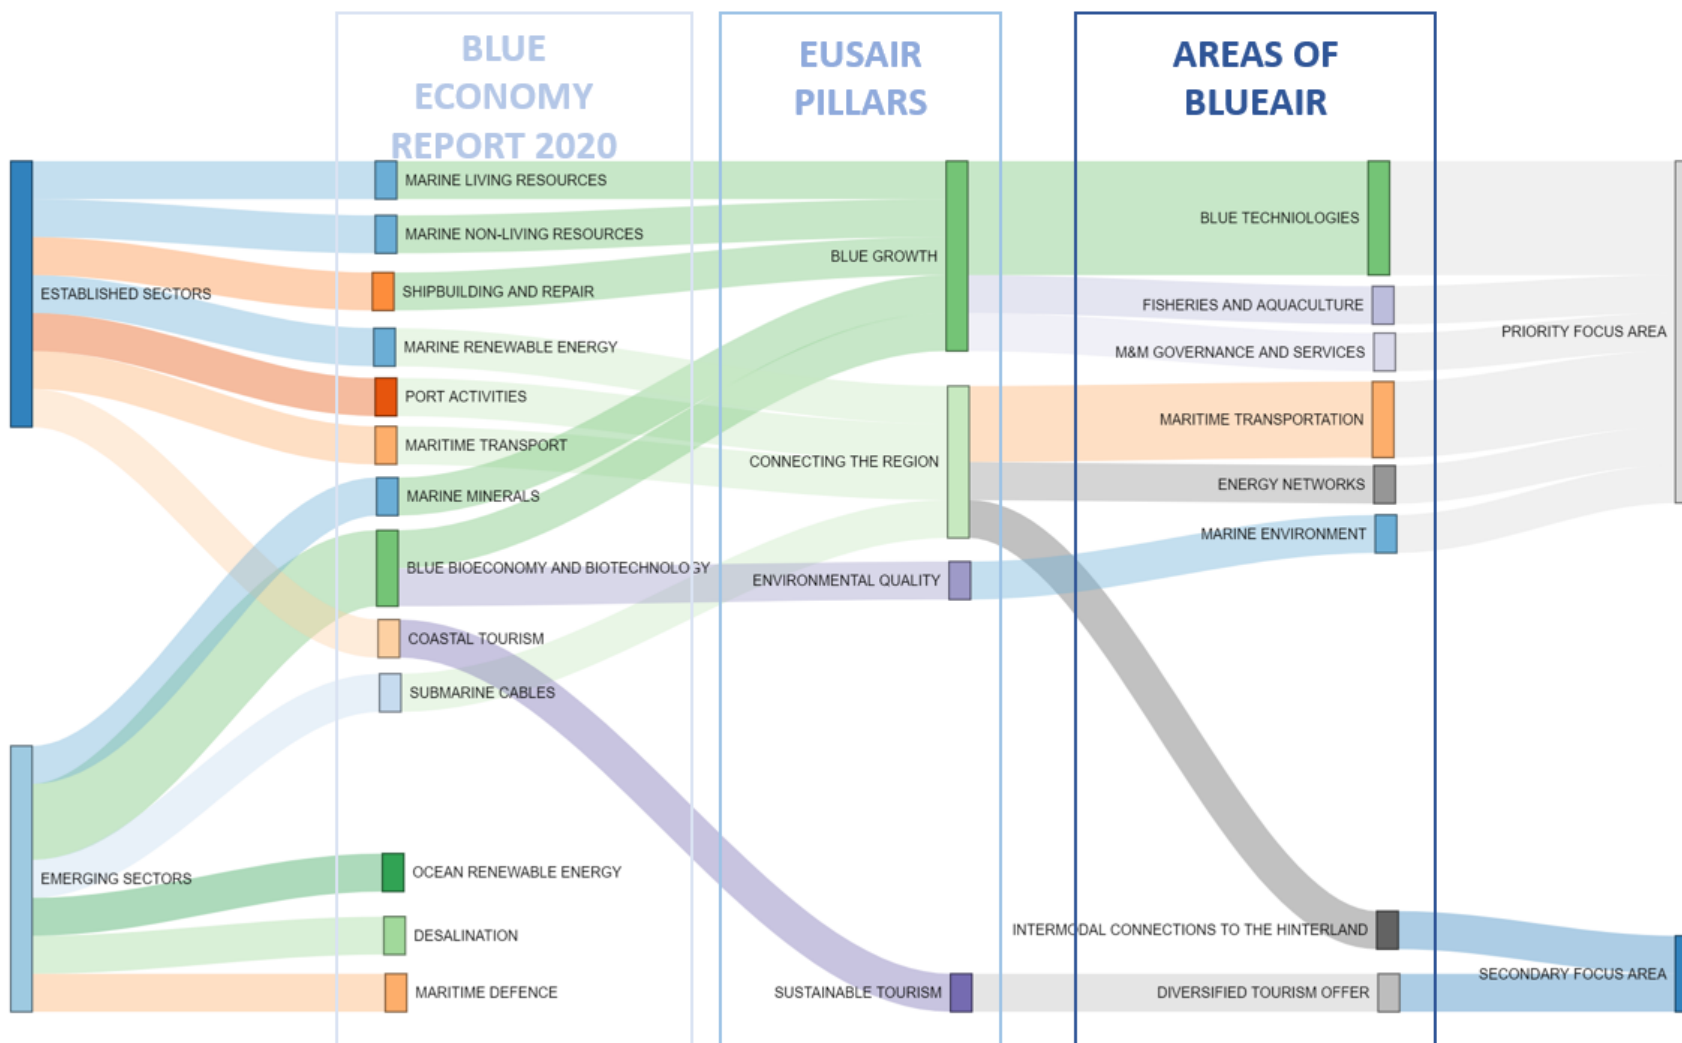 BLUE
ECONOMY
REPORT 2020
EUSAIR
PILLARS
AREAS OF
BLUEAIR
ESTABLISHED SECTORS
EMERGING SECTORS
MARINE LIVING RESOURCES
MARINE NON-LIVING RESOURCES
SHIPBUILDING AND REPAIR
MARINE RENEWABLE ENERGY
PORT ACTIVITIES
MARITIME TRANSPORT
MARINE MINERALS
BLUE BIOECONOMY AND BIOTECHNOLOGY
COASTAL TOURISM
SUBMARINE CABLES
OCEAN RENEWABLE ENERGY
DESALINATION
MARITIME DEFENCE
BLUE GROWTH
CONNECTING THE REGION
ENVIRONMENTAL QUALITY
SUSTAINABLE TOURISM
BLUE TECHNIOLOGIES
FISHERIES AND AQUACULTURE
M&M GOVERNANCE AND SERVICES
MARITIME TRANSPORTATION
ENERGY NETWORKS
MARINE ENVIRONMENT
INTERMODAL CONNECTIONS TO THE HINTERLAND
DIVERSIFIED TOURISM OFFER
PRIORITY FOCUS AREA
SECONDARY FOCUS AREA